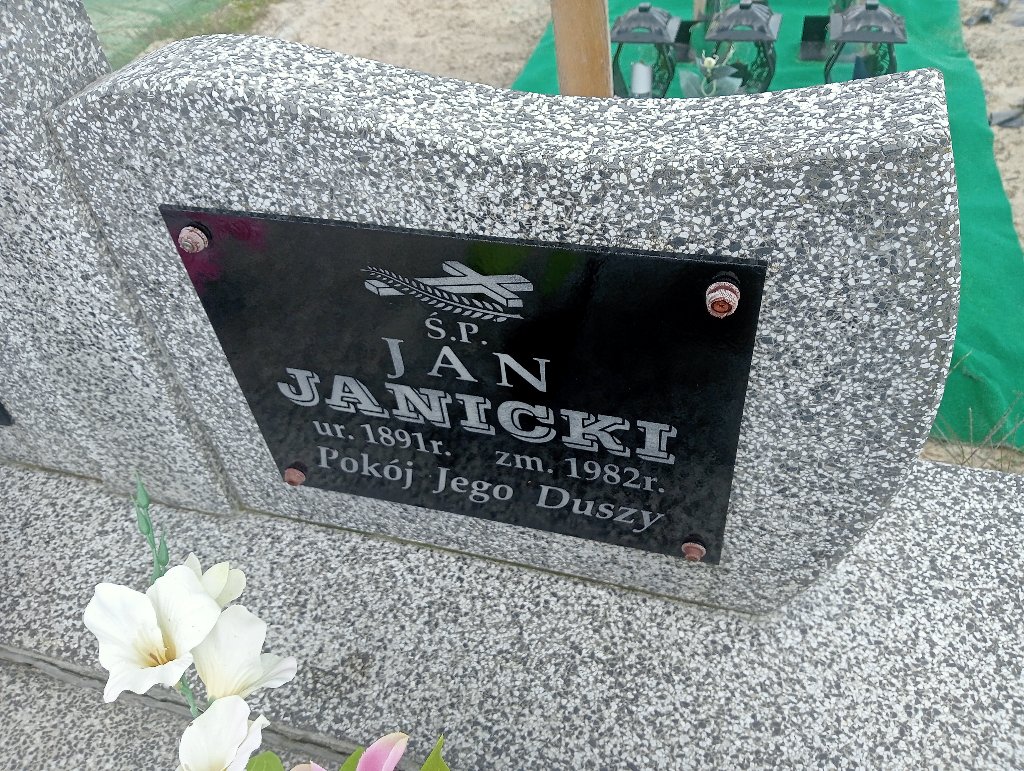 Ś.P.
JAN
JANICKI
ur. 1891r. zm. 1982r.
Pokój Jego Duszy